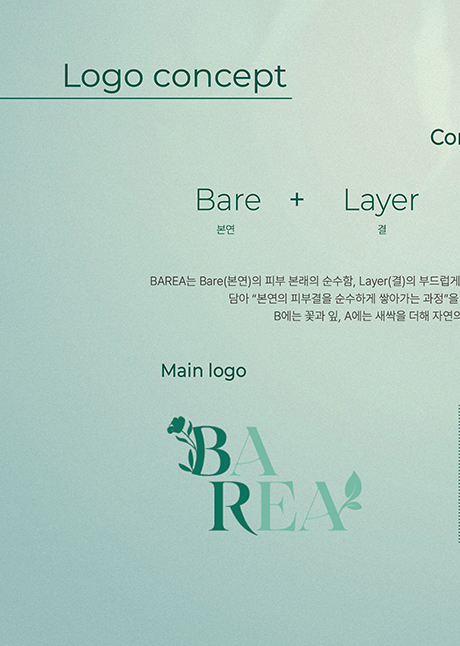 Logo concept
Bare + Layer
본연 결
BAREA는 Bare(본연)의 피부 본래의 순수함, Layer(결)의 부드럽게
담아 “본연의 피부결을 순수하게 쌓아가는 과정”을
B에는 꽃과 잎, A에는 새싹을 더해 자연의
Main logo
BA
REA